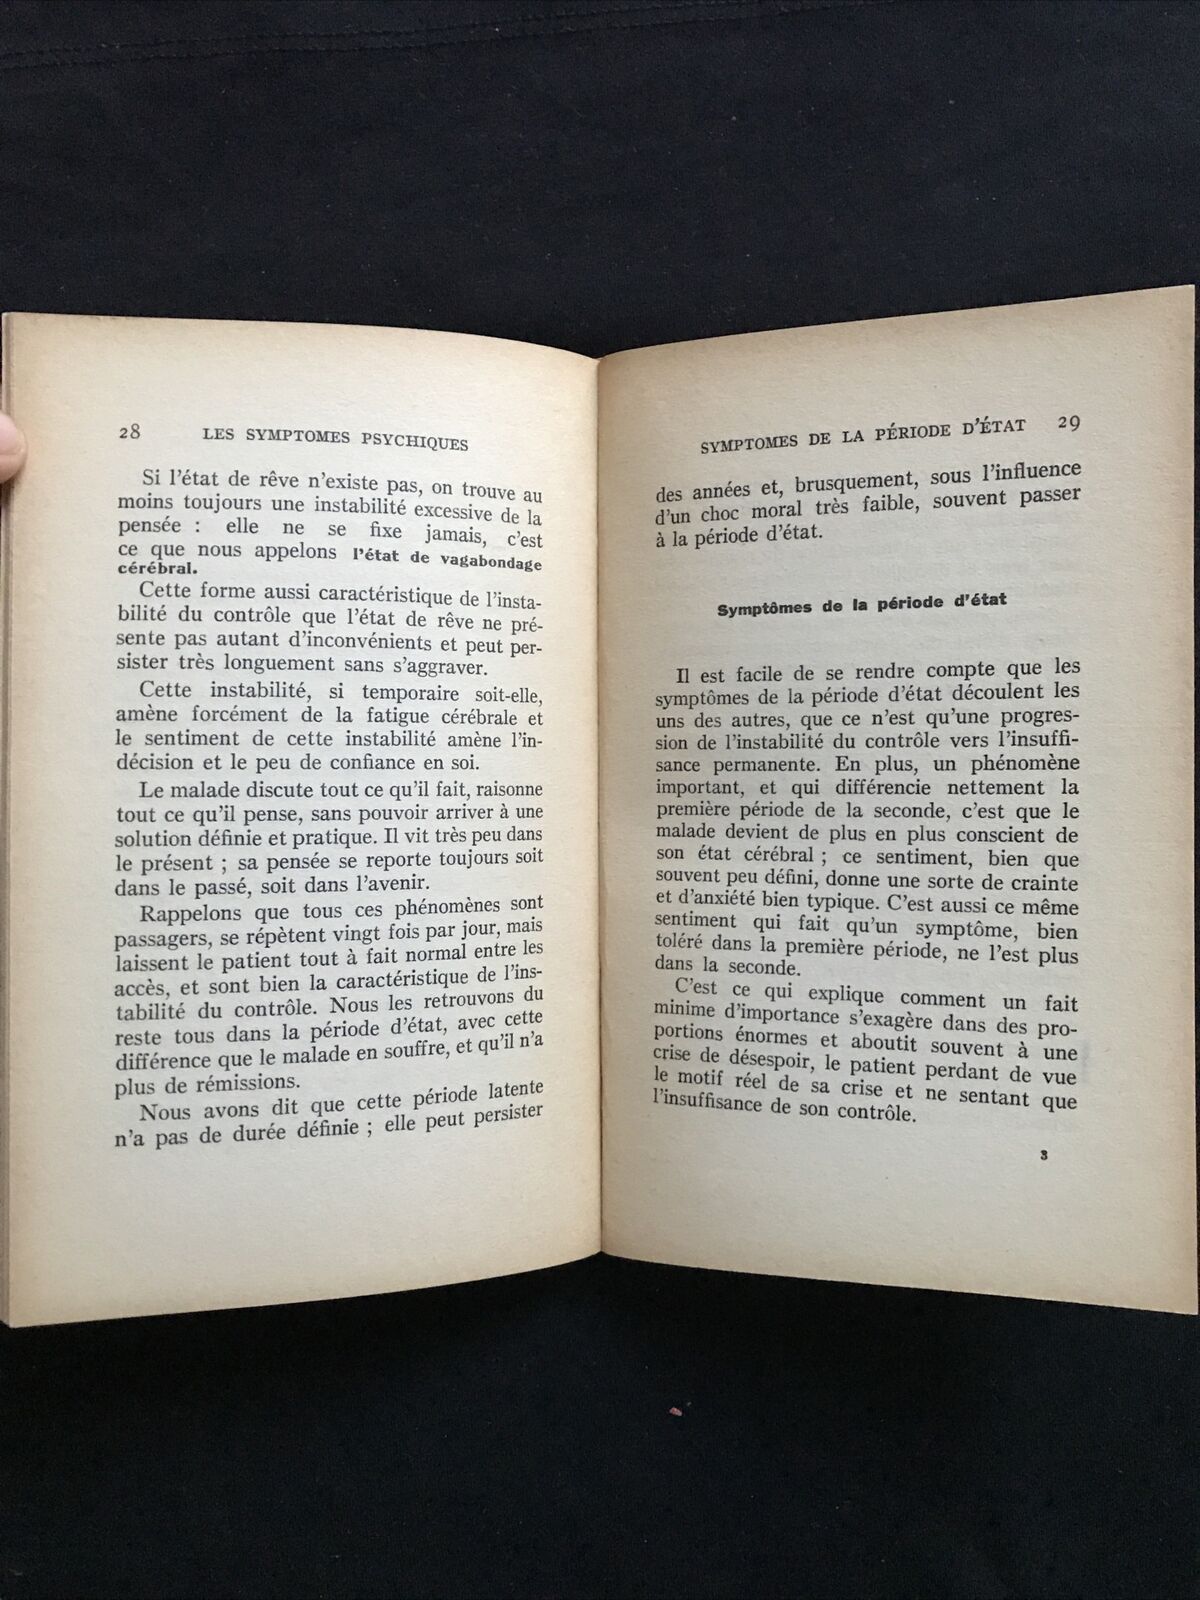 28 LES SYMPTOMES PSYCHIQUES
Si l'état de rêve n'existe pas, on trouve au
moins toujours une instabilité excessive de la
pensée : elle ne se fixe jamais, c'est
ce que nous appelons l'état de vagabondage
cérébral.
Cette forme aussi caractéristique de l'insta-
bilité du contrôle que l'état de rêve ne pré-
sente pas autant d'inconvénients et peut per-
sister très longuement sans s'aggraver.
Cette instabilité, si temporaire soit-elle,
amène forcément de la fatigue cérébrale et
le sentiment de cette instabilité amène l'in-
décision et le peu de confiance en soi.
Le malade discute tout ce qu'il fait, raisonne
tout ce qu'il pense, sans pouvoir arriver à une
solution définie et pratique. Il vit très peu dans
le présent ; sa pensée se reporte toujours soit
dans le passé, soit dans l'avenir.
Rappelons que tous ces phénomènes sont
passagers, se répètent vingt fois par jour, mais
laissent le patient tout à fait normal entre les
accès, et sont bien la caractéristique de l'ins-
tabilité du contrôle. Nous les retrouvons du
reste tous dans la période d'état, avec cette
différence que le malade en souffre, et qu'il n'a
plus de rémissions.
Nous avons dit que cette période latente
n'a pas de durée définie ; elle peut persister
SYMPTOMES DE LA PÉRIODE D'ÉTAT 29
des années et, brusquement, sous l'influence
d'un choc moral très faible, souvent passer
à la période d'état.
Symptômes de la période d'état
Il est facile de se rendre compte que les
symptômes de la période d'état découlent les
uns des autres, que ce n'est qu'une progres-
sion de l'instabilité du contrôle vers l'insuffi-
sance permanente. En plus, un phénomène
important, et qui différencie nettement la
première période de la seconde, c'est que le
malade devient de plus en plus conscient de
son état cérébral ; ce sentiment, bien que
souvent peu défini, donne une sorte de crainte
et d'anxiété bien typique. C'est aussi ce même
sentiment qui fait qu'un symptôme, bien
toléré dans la première période, ne l'est plus
dans la seconde.
C'est ce qui explique comment un fait
minime d'importance s'exagère dans des pro-
portions énormes et aboutit souvent à une
crise de désespoir, le patient perdant de vue
le motif réel de sa crise et ne sentant que
l'insuffisance de son contrôle.
3